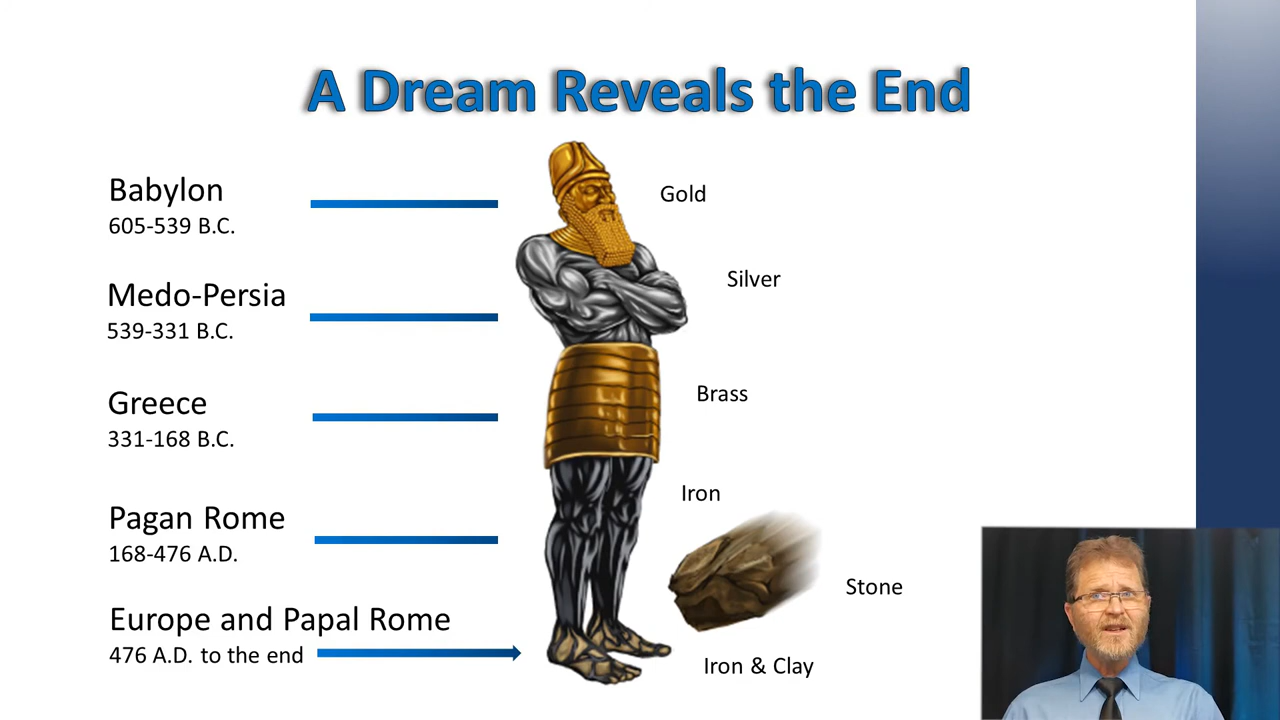 A Dream Reveals the End
Babylon
605-539 B.C.
Gold
Silver
Medo-Persia
539-331 B.C.
Greece
331-168 B.C.
Brass
Iron
Pagan Rome
168-476 A.D.
Stone
Europe and Papal Rome
476 A.D. to the end
Iron & Clay